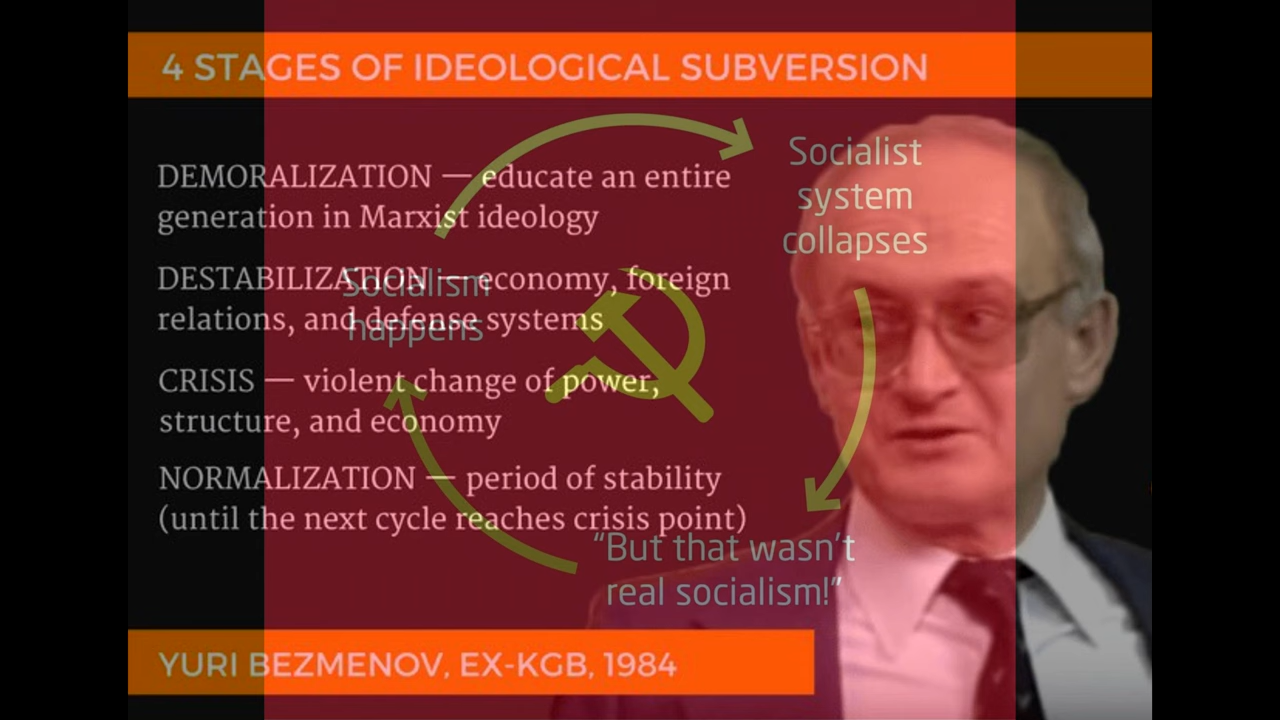 4 STAGES OF IDEOLOGICAL SUBVERSION
DEMORALIZATION — educate an entire
generation in Marxist ideology
DESTABILIZATION — economy, foreign
relations, and defense systems
CRISIS — violent change of power,
structure, and economy
NORMALIZATION — period of stability
(until the next cycle reaches crisis point)
YURI BEZMENOV, EX-KGB, 1984
Socialist
system
collapses
“But that wasn’t
real socialism!”
Socialism
happens